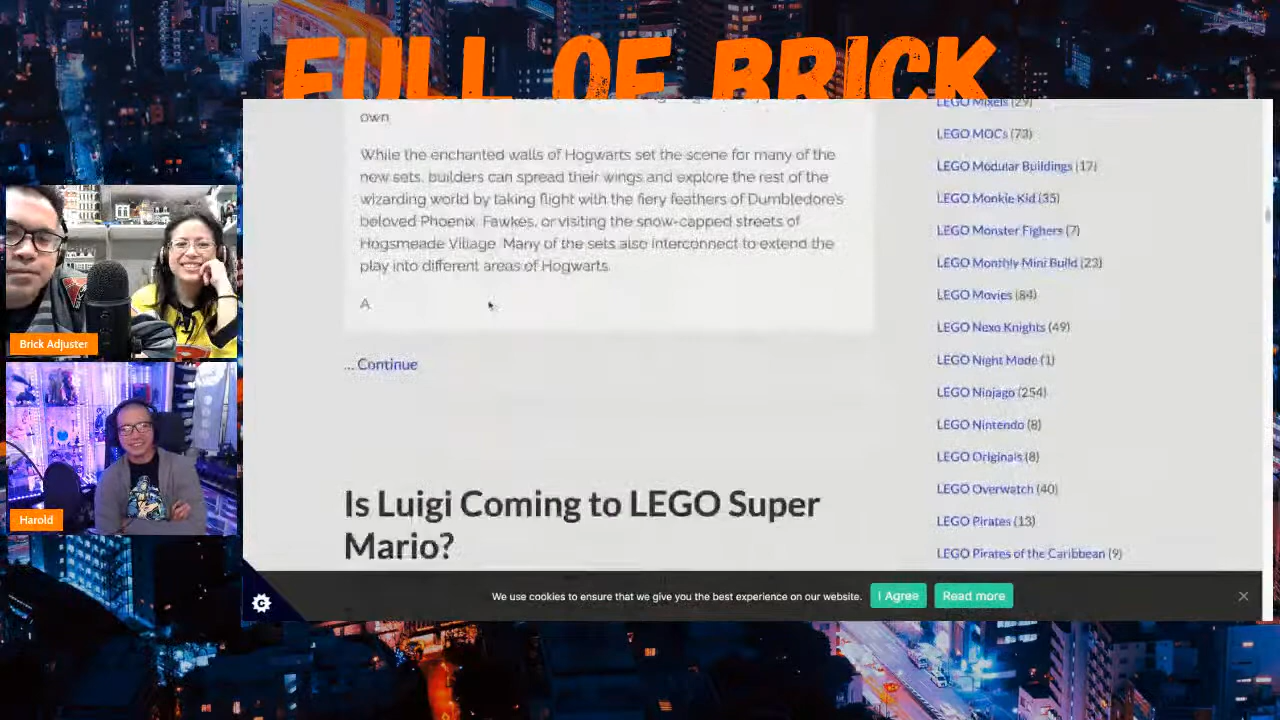 FULL OF BRICK
own
While the enchanted walls of Hogwarts set the scene for many of the
new sets, builders can spread their wings and explore the rest of the
wizarding world by taking flight with the fiery feathers of Dumbledore's
beloved Phoenix, Fawkes, or visiting the snow-capped streets of
Hogsmeade Village. Many of the sets also interconnect to extend the
play into different areas of Hogwarts.
A
... Continue
Is Luigi Coming to LEGO Super
Mario?
LEGO Mixels (29)
LEGO MOCs (73)
LEGO Modular Buildings (17)
LEGO Monkie Kid (35)
LEGO Monster Fighers (7)
LEGO Monthly Mini Build (23)
LEGO Movies (84)
LEGO Nexo Knights (49)
LEGO Night Mode (1)
LEGO Ninjago (254)
LEGO Nintendo (8)
LEGO Originals (8)
LEGO Overwatch (40)
LEGO Pirates (13)
LEGO Pirates of the Caribbean (9)
Brick Adjuster
Harold
We use cookies to ensure that we give you the best experience on our website.
I Agree
Read more